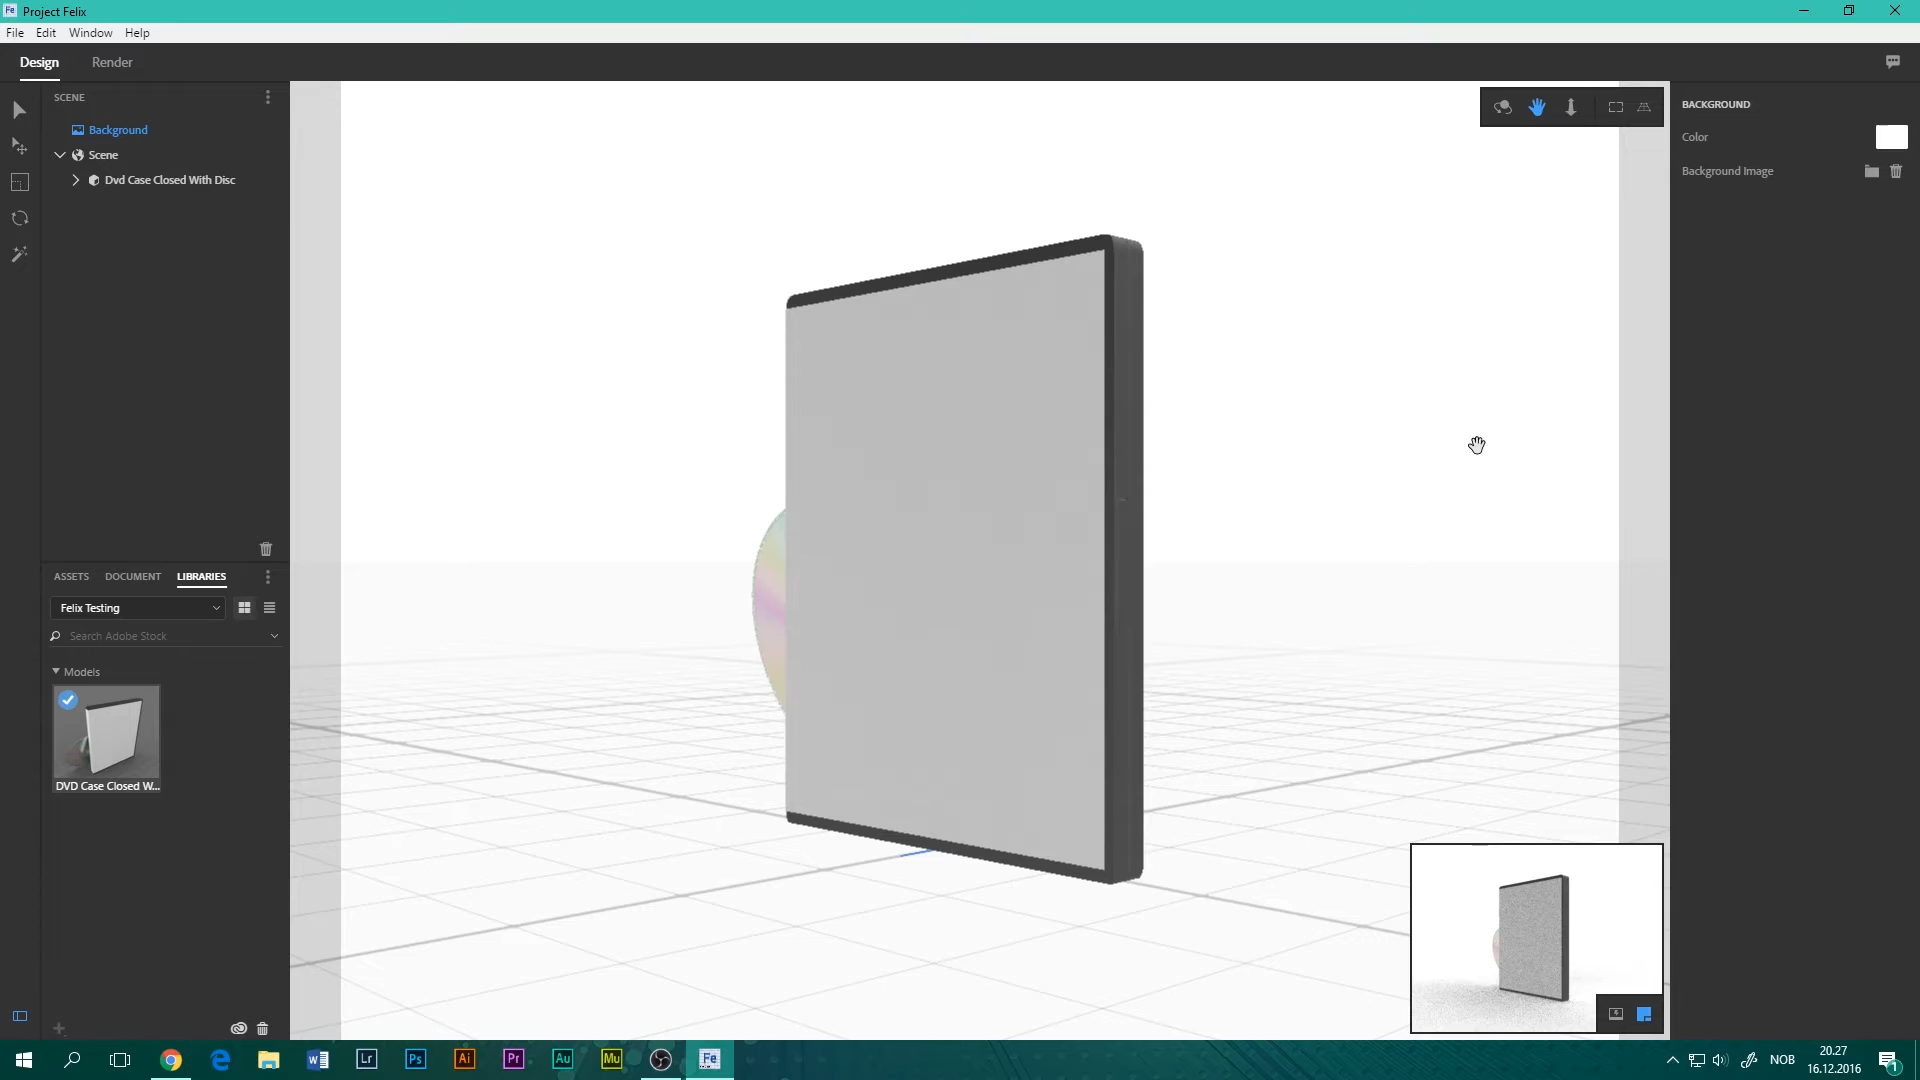 Fe Project Felix
File Edit Window Help
Design Render
SCENE
Background
Scene
Dvd Case Closed With Disc
BACKGROUND
Color
Background Image
ASSETS DOCUMENT LIBRARIES
Felix Testing
Search Adobe Stock
Models
DVD Case Closed W...
Lr Ps Ai Pr Au Mu Fe
NOB
20.27
16.12.2016
1